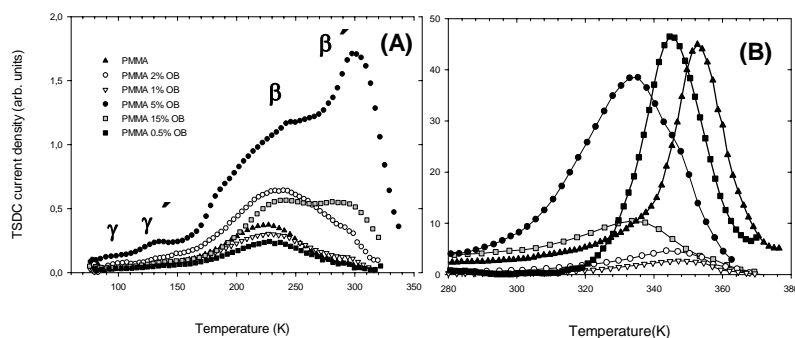 (A)
(B)
TSDC current density (arb. units)
2,0
1,5
1,0
0,5
0,0
PMMA
PMMA 2% OB
PMMA 1% OB
PMMA 5% OB
PMMA 15% OB
PMMA 0.5% OB
γ
γ
β
β
100
150
200
250
300
350
Temperature (K)
50
40
30
20
10
0
280
300
320
340
360
380
Temperature(K)